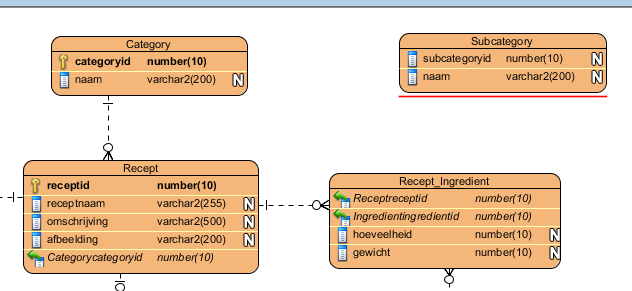 Category
categoryid number(10)
naam varchar2(200) N
Subcategory
subcategoryid number(10) N
naam varchar2(200) N
Recept
receptid number(10)
receptnaam varchar2(255) N
omschrijving varchar2(500) N
afbeelding varchar2(200) N
Categorycategoryid number(10)
Recept_Ingredient
Receptreceptid number(10)
Ingredientingredientid number(10)
hoeveelheid number(10) N
gewicht number(10) N